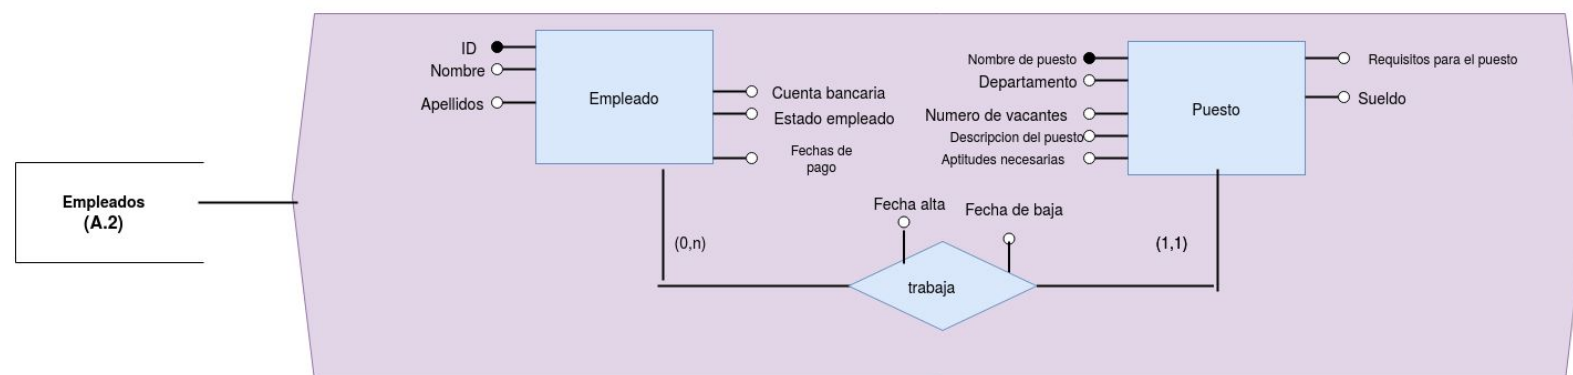 Empleados
(A.2)
ID
Nombre
Apellidos
Empleado
Cuenta bancaria
Estado empleado
Fechas de
pago
Nombre de puesto
Departamento
Numero de vacantes
Descripcion del puesto
Aptitudes necesarias
Puesto
Requisitos para el puesto
Sueldo
(0,n)
Fecha alta
Fecha de baja
trabaja
(1,1)